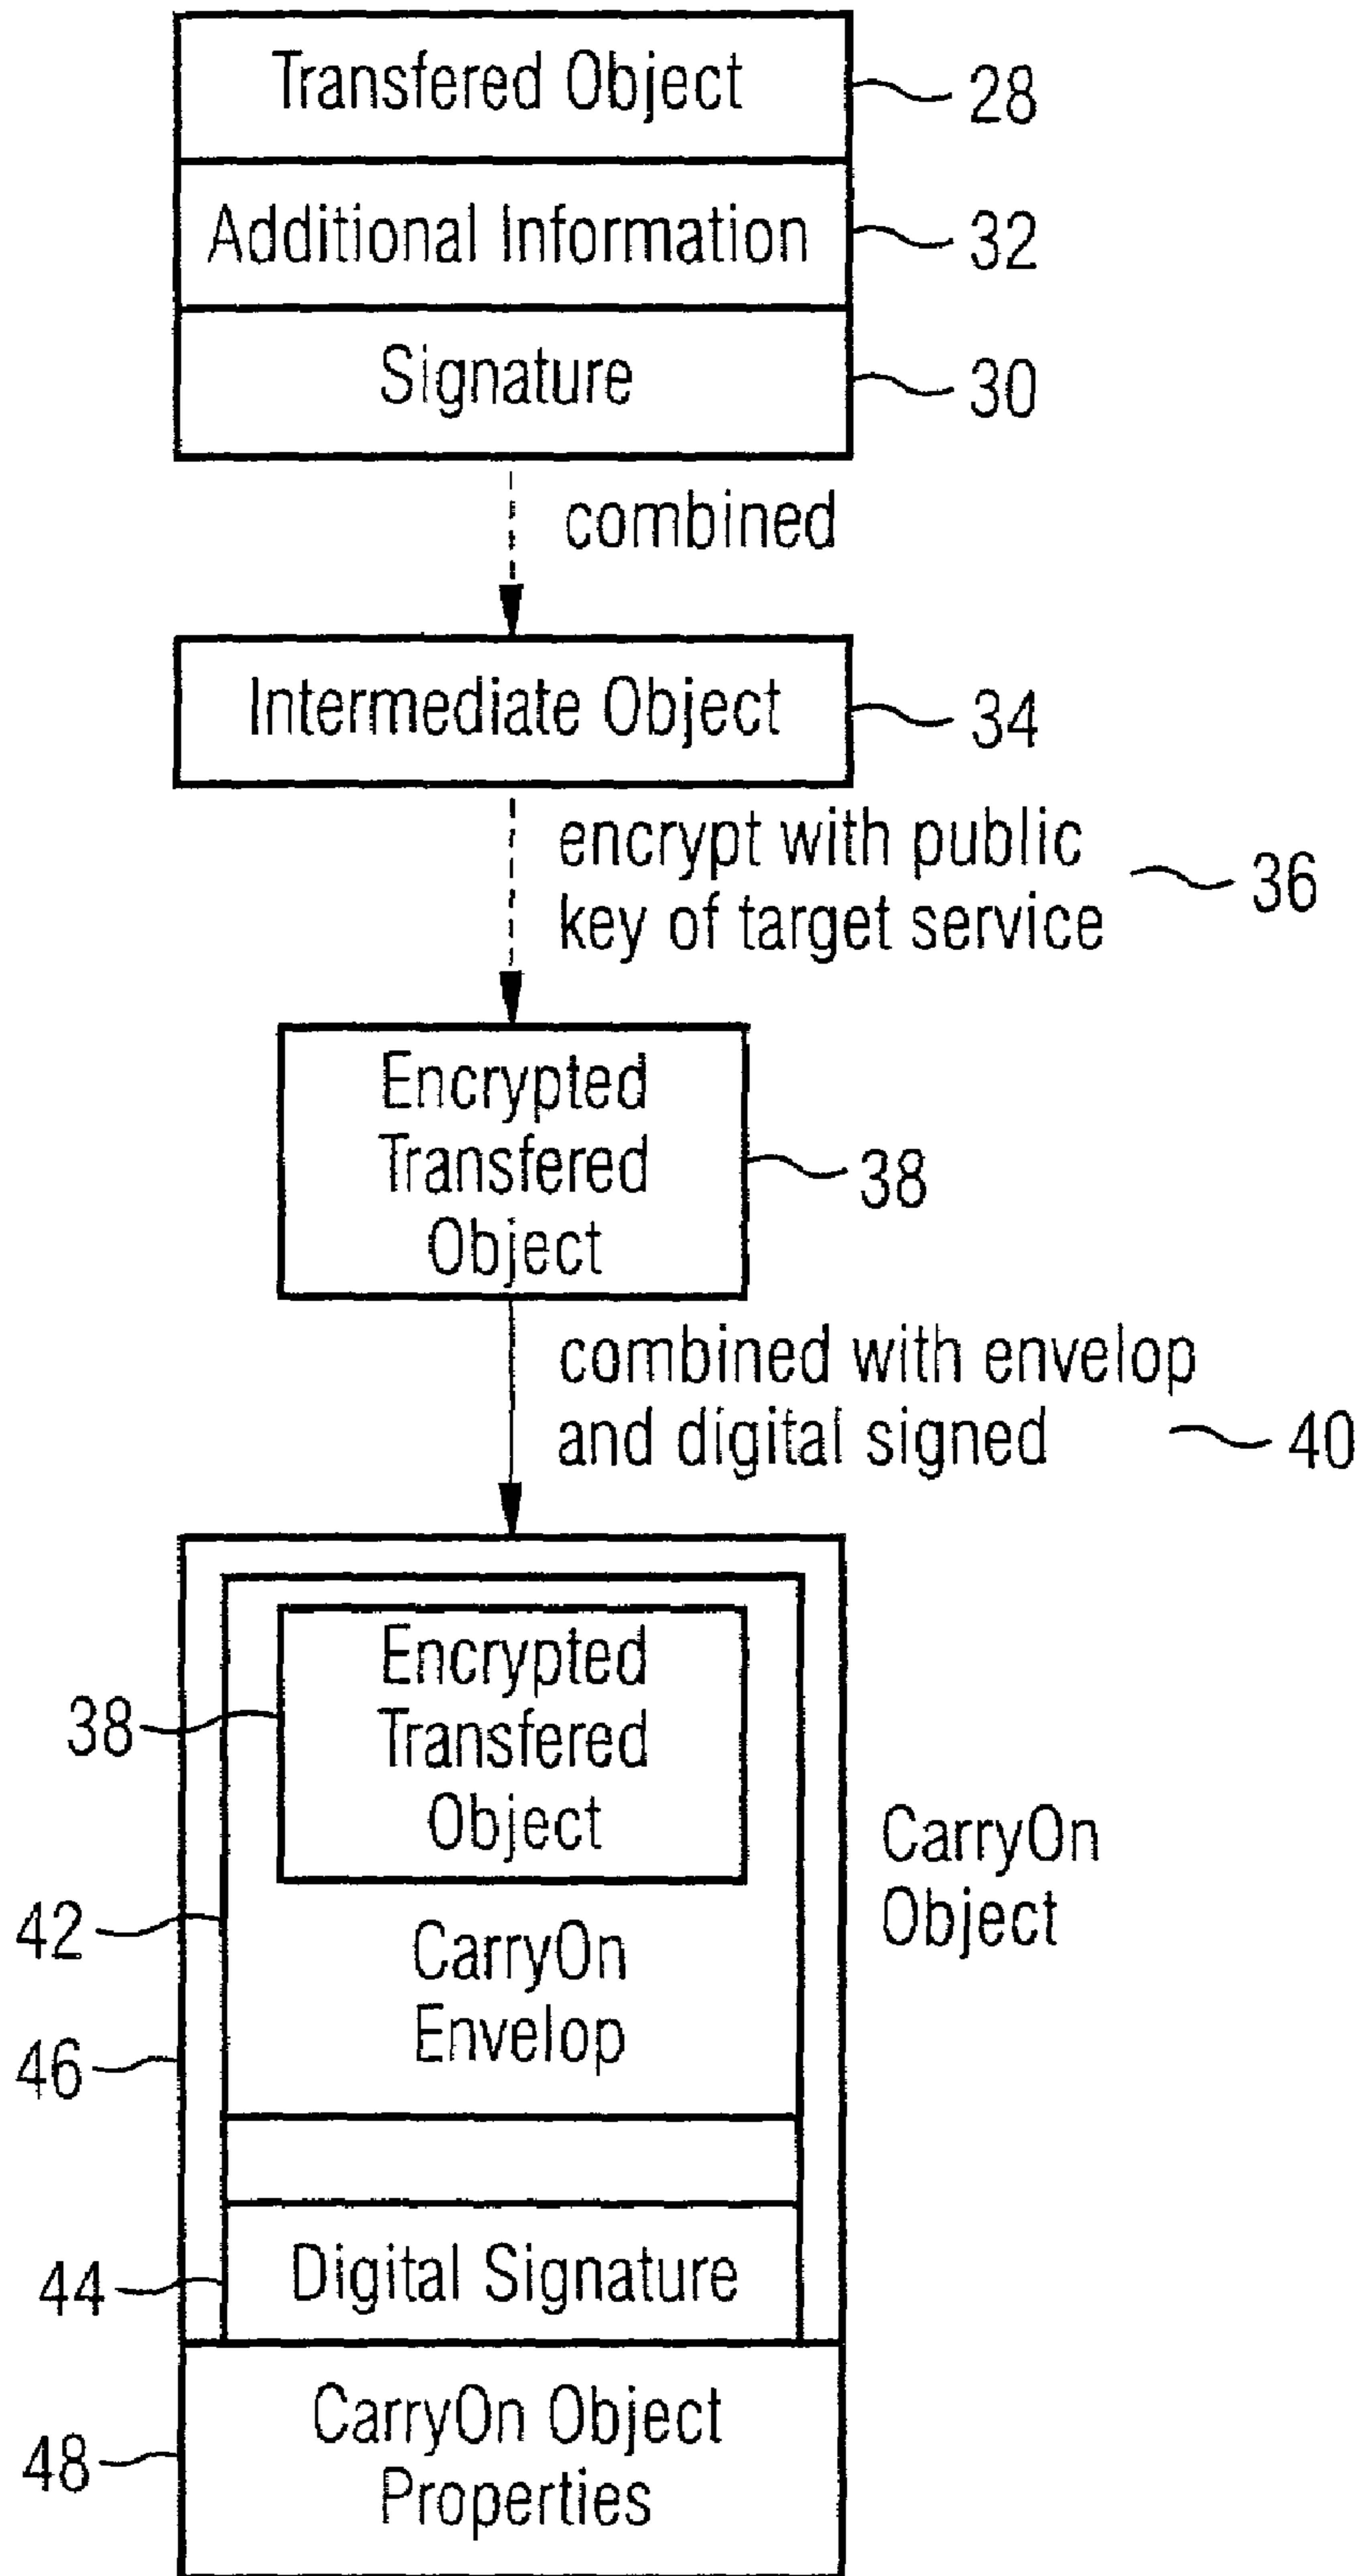 Transfered Object
28
Additional Information
32
Signature
30
combined
Intermediate Object
34
encrypt with public
key of target service
36
Encrypted
Transfered
Object
38
combined with envelop
and digital signed
40
Encrypted
Transfered
Object
38
CarryOn
Object
42
CarryOn
Envelop
46
44
Digital Signature
CarryOn Object
Properties
48